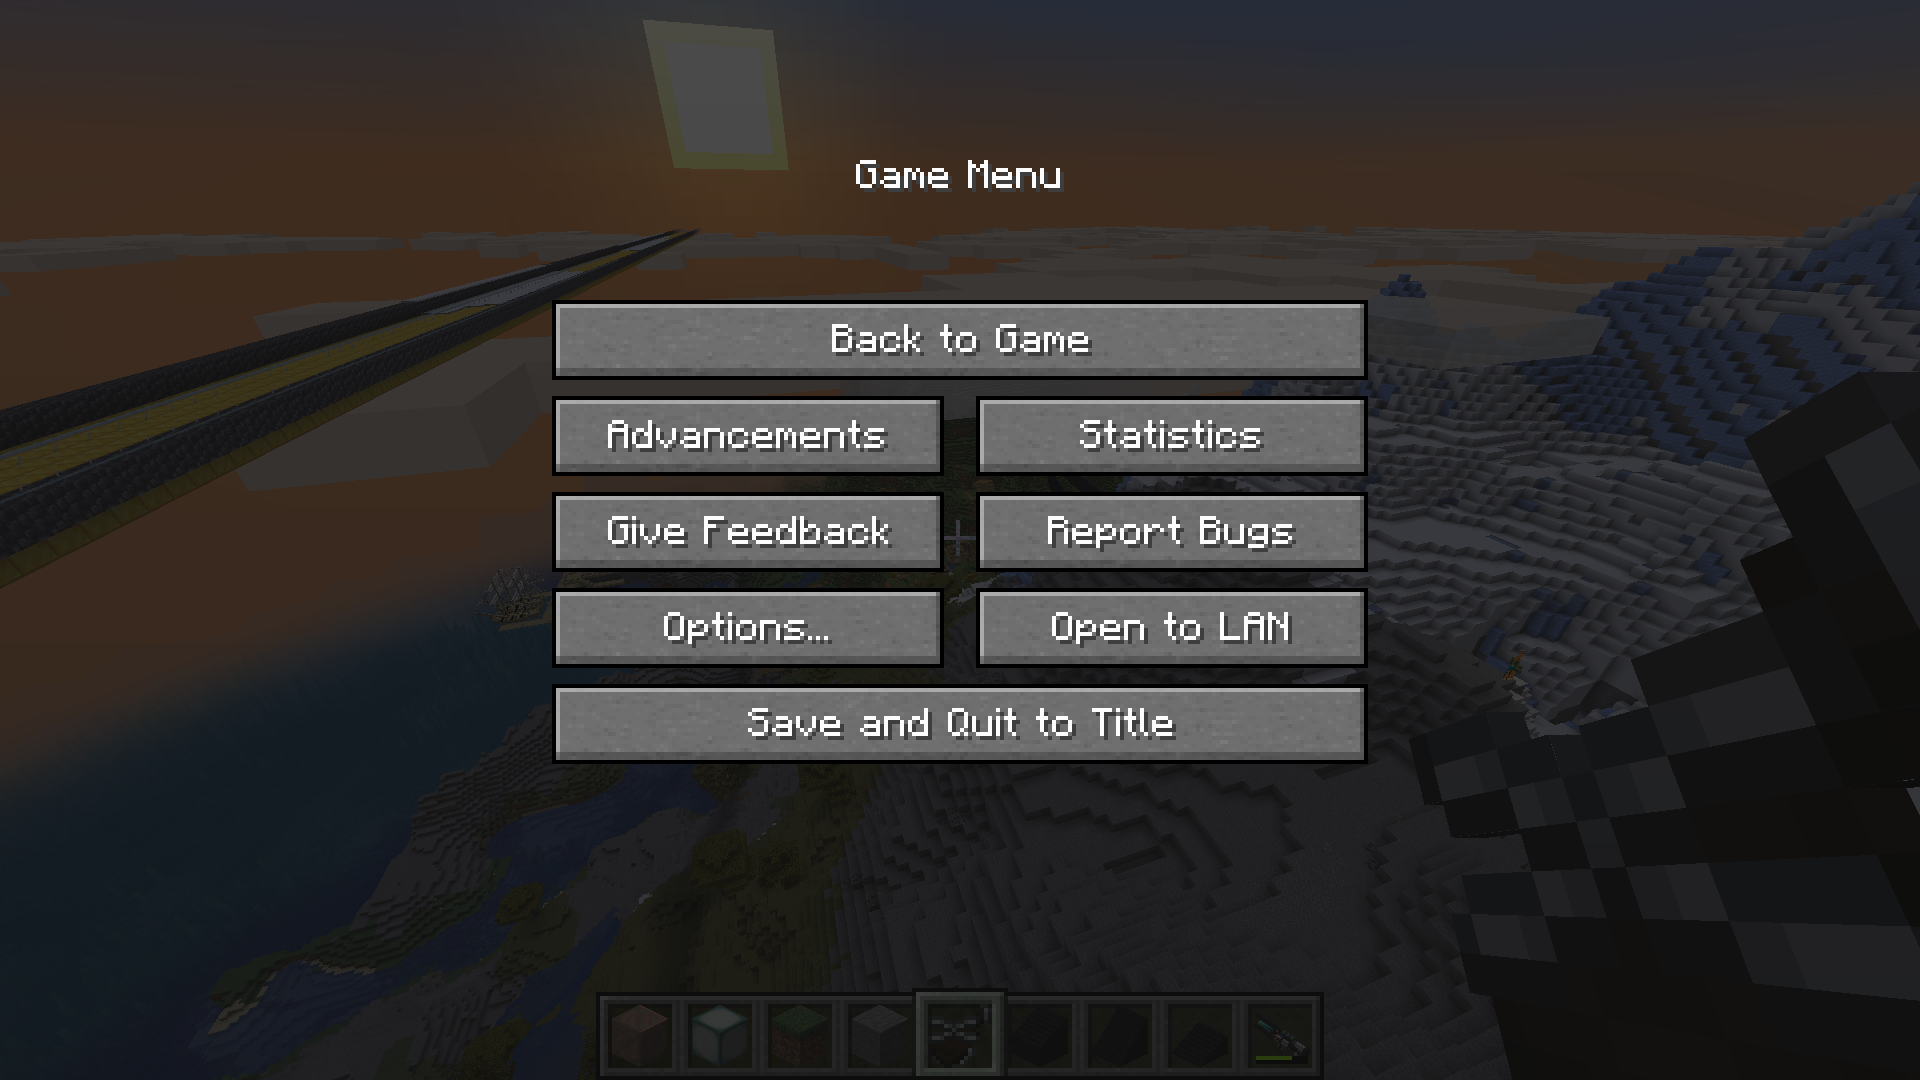 Game Menu
Back to Game
Advancements
Statistics
Give Feedback
Report Bugs
Options...
Open to LAN
Save and Quit to Title